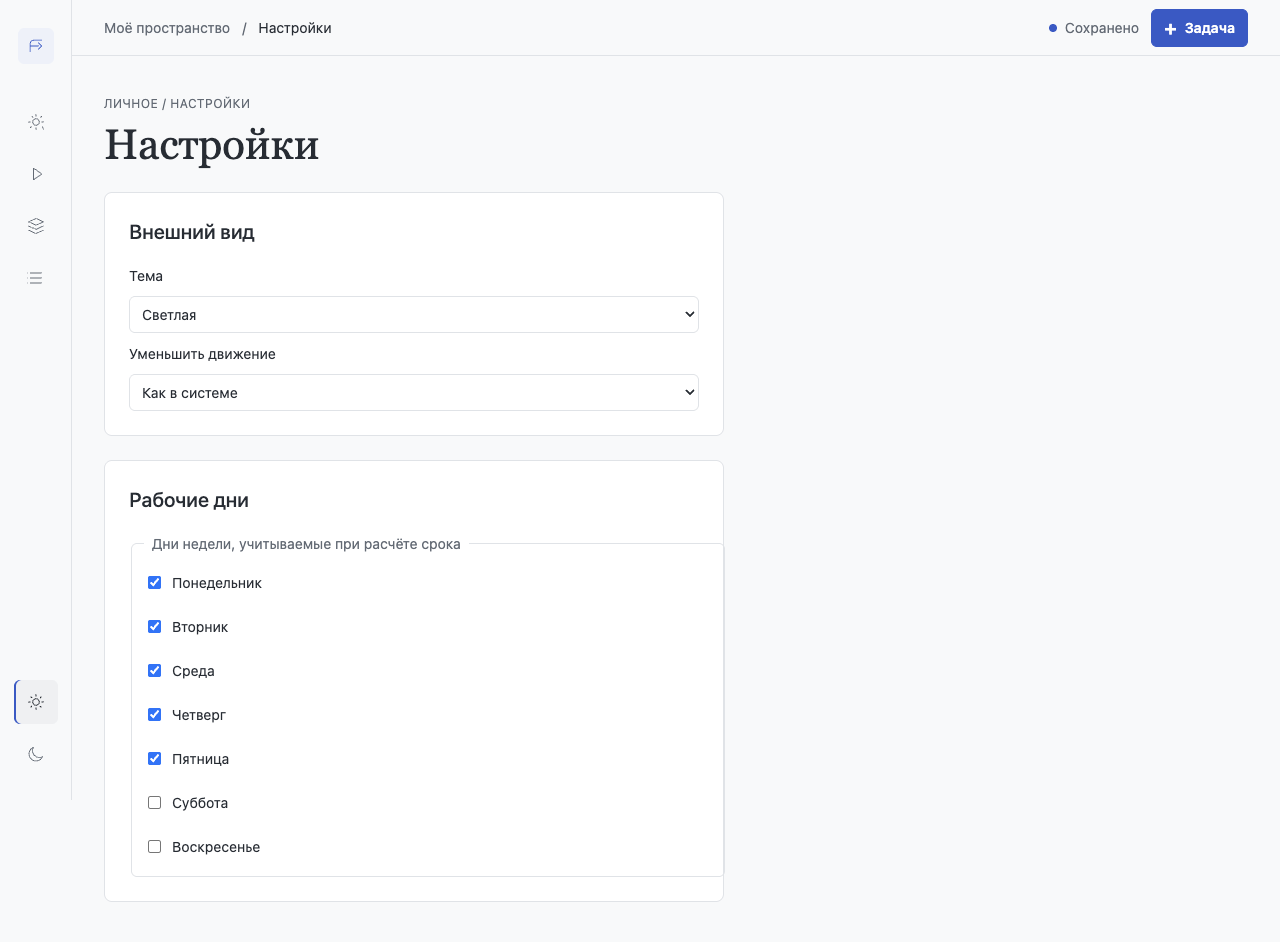 Моё пространство / Настройки
Сохранено
+ Задача
ЛИЧНОЕ / НАСТРОЙКИ
Настройки
Внешний вид
Тема
Светлая
Уменьшить движение
Как в системе
Рабочие дни
Дни недели, учитываемые при расчёте срока
Понедельник
Вторник
Среда
Четверг
Пятница
Суббота
Воскресенье